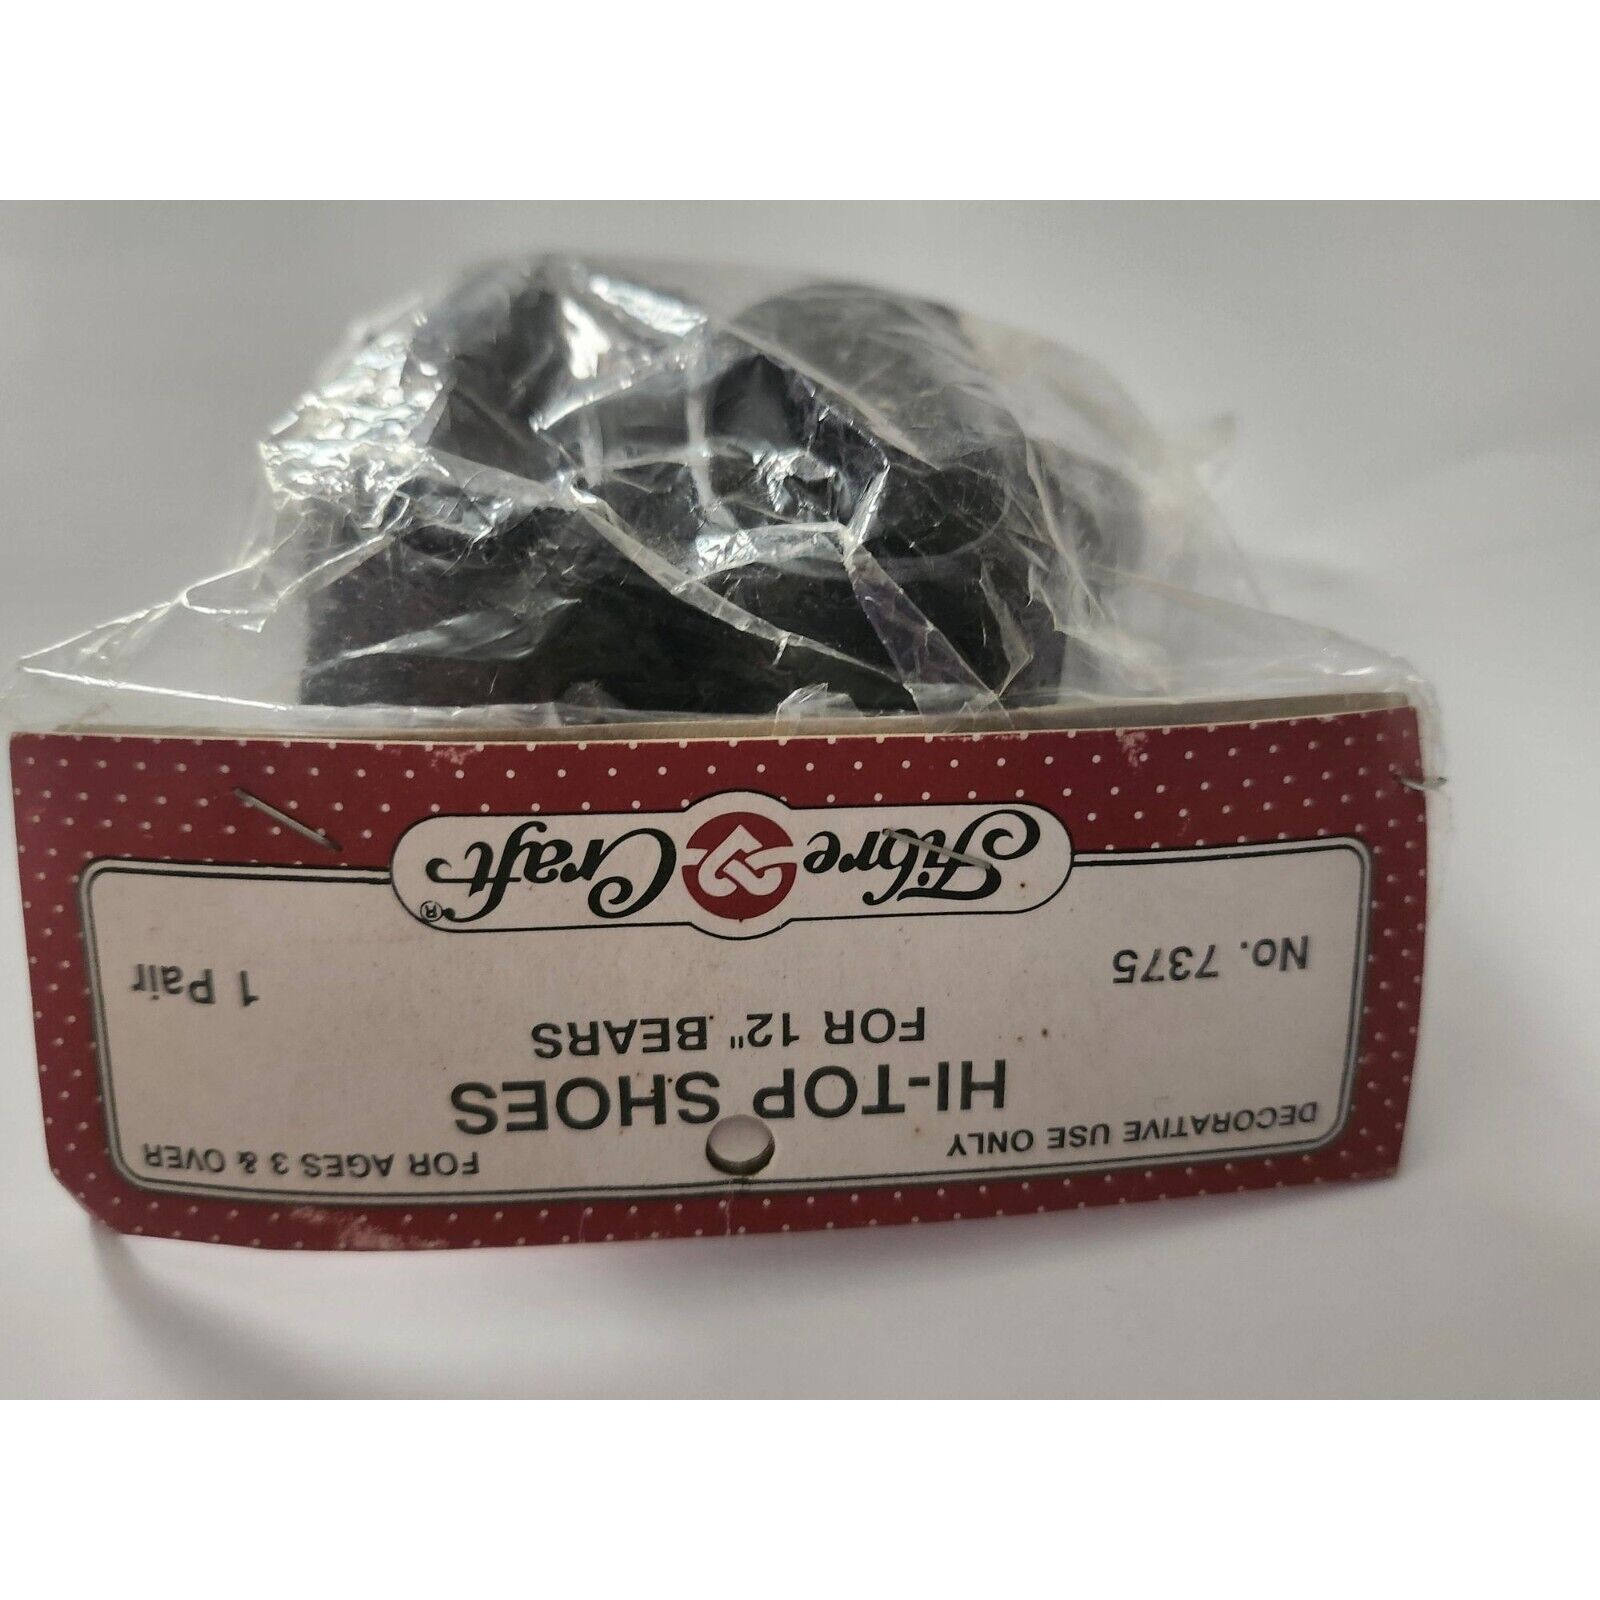 DECORATIVE USE ONLY FOR AGES 3 & OVER
HI-TOP SHOES
FOR 12" BEARS
No. 7375 1 Pair
Fibre Craft®